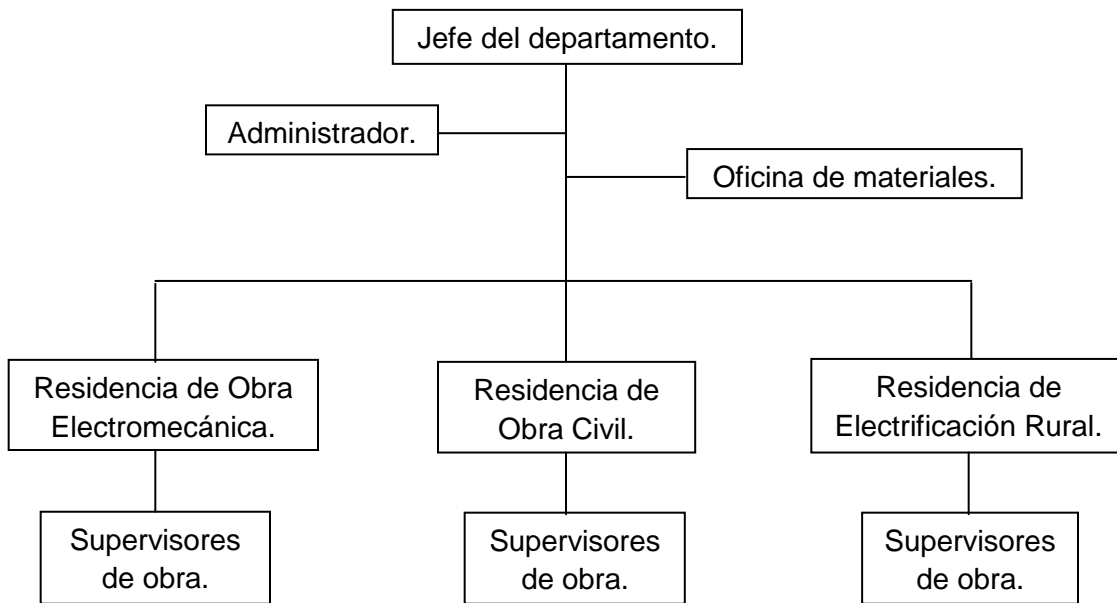 Jefe del departamento.
Administrador.
Oficina de materiales.
Residencia de Obra
Electromecánica.
Residencia de
Obra Civil.
Residencia de
Electrificación Rural.
Supervisores
de obra.
Supervisores
de obra.
Supervisores
de obra.